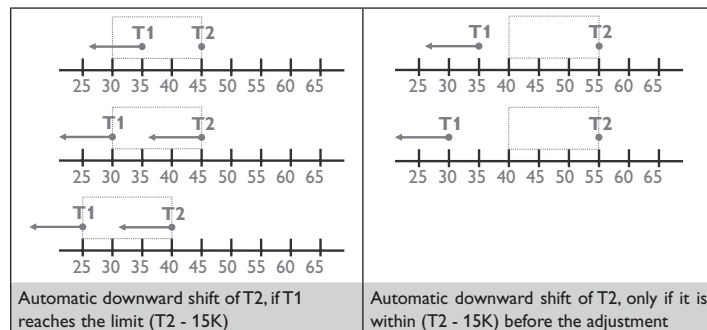 T1 T2
25 30 35 40 45 50 55 60 65
T1 T2
25 30 35 40 45 50 55 60 65
T1 T2
25 30 35 40 45 50 55 60 65
Automatic downward shift of T2, if T1
reaches the limit (T2 - 15K)
T1 T2
25 30 35 40 45 50 55 60 65
T1 T2
25 30 35 40 45 50 55 60 65
Automatic downward shift of T2, only if it is
within (T2 - 15K) before the adjustment